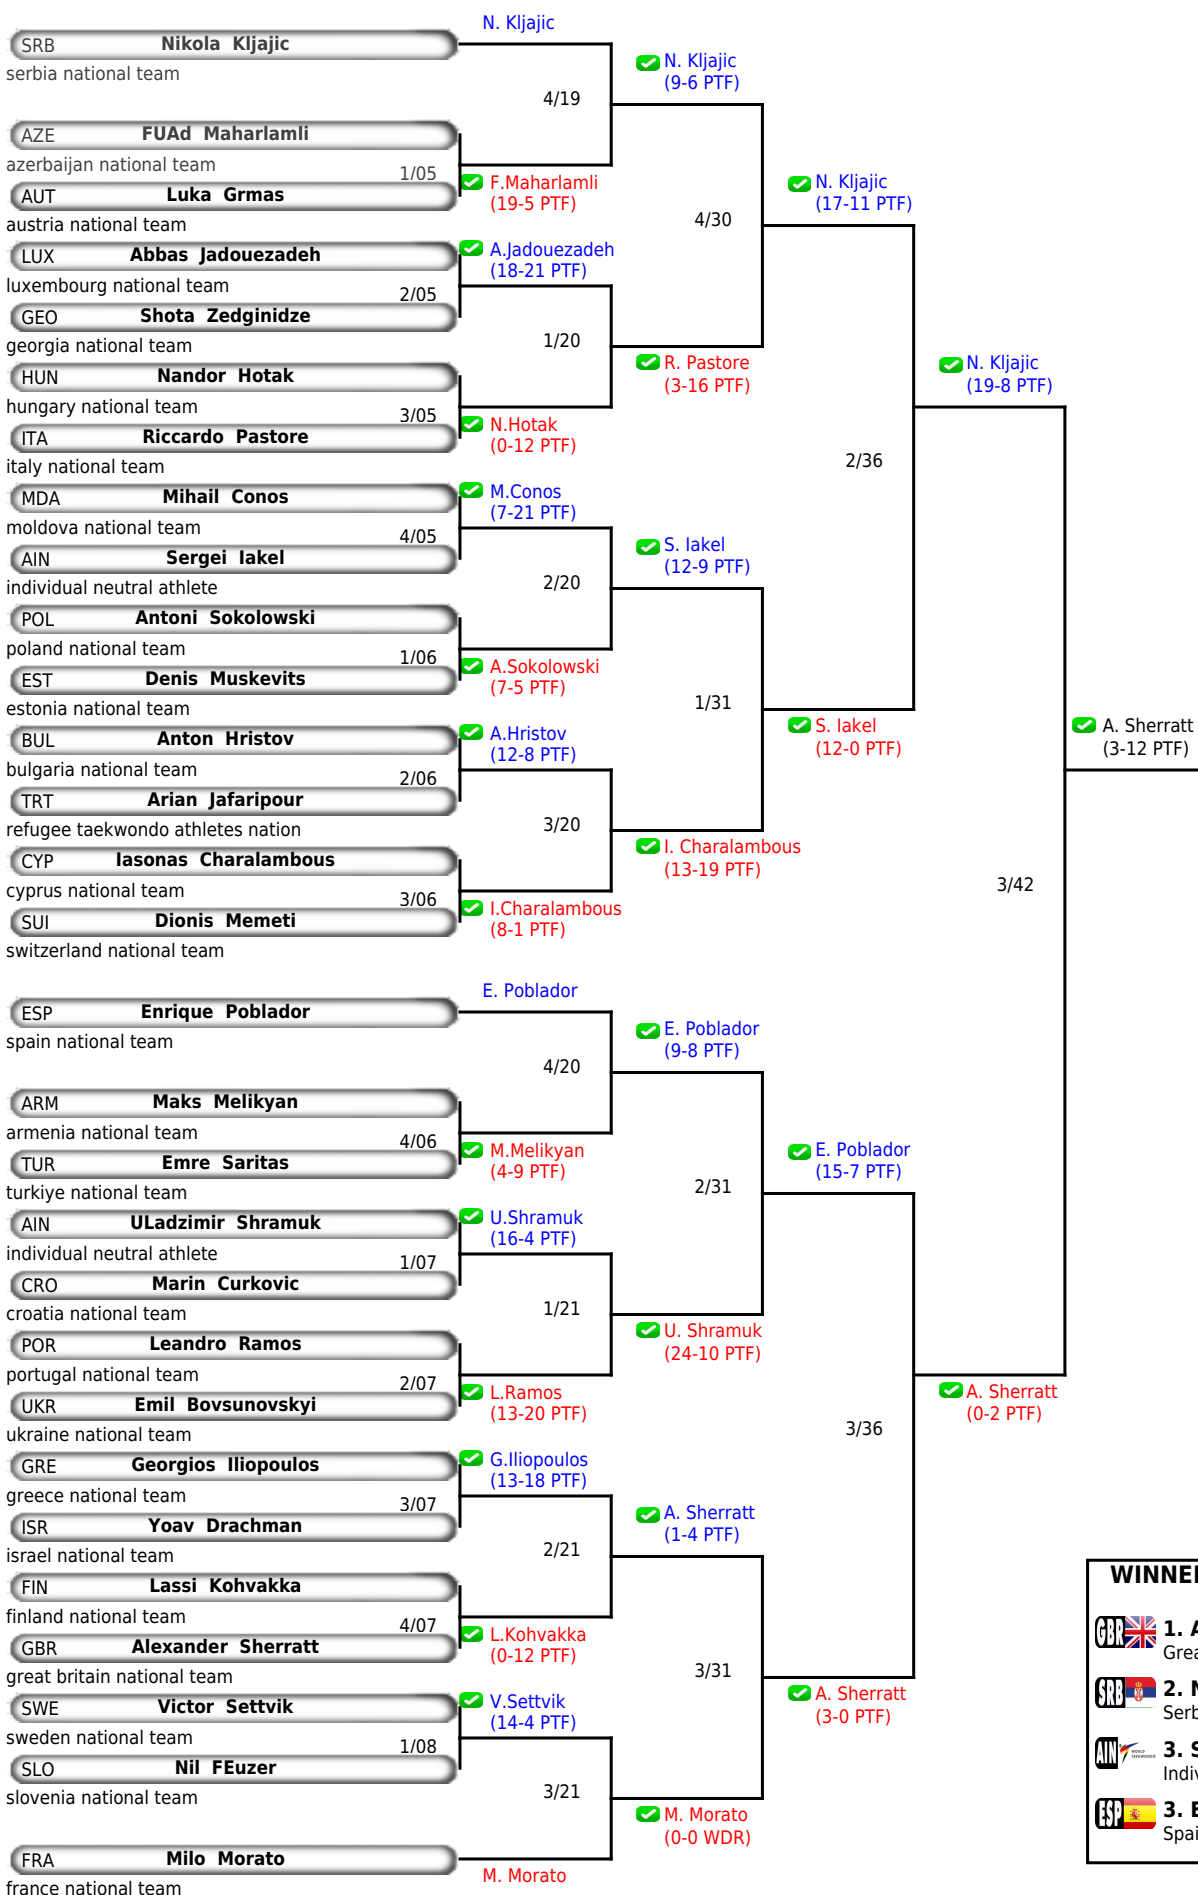 N. Kljajic
SRB Nikola Kljajic
serbia national team
N. Kljajic
(9-6 PTF)
4/19
AZE FUAd Maharlamli
azerbaijan national team
1/05
F.Maharlamli
(19-5 PTF)
AUT Luka Grmas
austria national team
N. Kljajic
(17-11 PTF)
4/30
LUX Abbas Jadouezadeh
luxembourg national team
A.Jadouezadeh
(18-21 PTF)
2/05
GEO Shota Zedginidze
georgia national team
1/20
R. Pastore
(3-16 PTF)
N. Kljajic
(19-8 PTF)
HUN Nandor Hotak
hungary national team
3/05
N.Hotak
(0-12 PTF)
ITA Riccardo Pastore
italy national team
2/36
MDA Mihail Conos
moldova national team
M.Conos
(7-21 PTF)
4/05
AIN Sergei Iakel
individual neutral athlete
S. Iakel
(12-9 PTF)
2/20
POL Antoni Sokolowski
poland national team
1/06
A.Sokolowski
(7-5 PTF)
EST Denis Muskevits
estonia national team
1/31
S. Iakel
(12-0 PTF)
A. Sherratt
(3-12 PTF)
BUL Anton Hristov
bulgaria national team
A.Hristov
(12-8 PTF)
2/06
TRT Arian Jafaripour
refugee taekwondo athletes nation
3/20
I. Charalambous
(13-19 PTF)
CYP Iasonas Charalambous
cyprus national team
3/06
I.Charalambous
(8-1 PTF)
3/42
SUI Dionis Memeti
switzerland national team
E. Poblador
ESP Enrique Poblador
spain national team
E. Poblador
(9-8 PTF)
4/20
ARM Maks Melikyan
armenia national team
4/06
M.Melikyan
(4-9 PTF)
TUR Emre Saritas
turkiye national team
E. Poblador
(15-7 PTF)
2/31
AIN ULadzimir Shramuk
individual neutral athlete
U.Shramuk
(16-4 PTF)
1/07
CRO Marin Curkovic
croatia national team
1/21
U. Shramuk
(24-10 PTF)
POR Leandro Ramos
portugal national team
2/07
L.Ramos
(13-20 PTF)
UKR Emil Bovsunovskyi
ukraine national team
A. Sherratt
(0-2 PTF)
3/36
GRE Georgios Iliopoulos
greece national team
G.Iliopoulos
(13-18 PTF)
3/07
ISR Yoav Drachman
israel national team
A. Sherratt
(1-4 PTF)
2/21
FIN Lassi Kohvakka
finland national team
4/07
L.Kohvakka
(0-12 PTF)
GBR Alexander Sherratt
great britain national team
3/31
A. Sherratt
(3-0 PTF)
SWE Victor Settvik
sweden national team
V.Settvik
(14-4 PTF)
1/08
SLO Nil FEuzer
slovenia national team
3/21
M. Morato
(0-0 WDR)
FRA Milo Morato
france national team
M. Morato
WINNE
GBR 1. A
Grea
SRB 2. N
Serb
AIN WORLD TAEKWONDO 3. S
Indiv
ESP 3. E
Spai